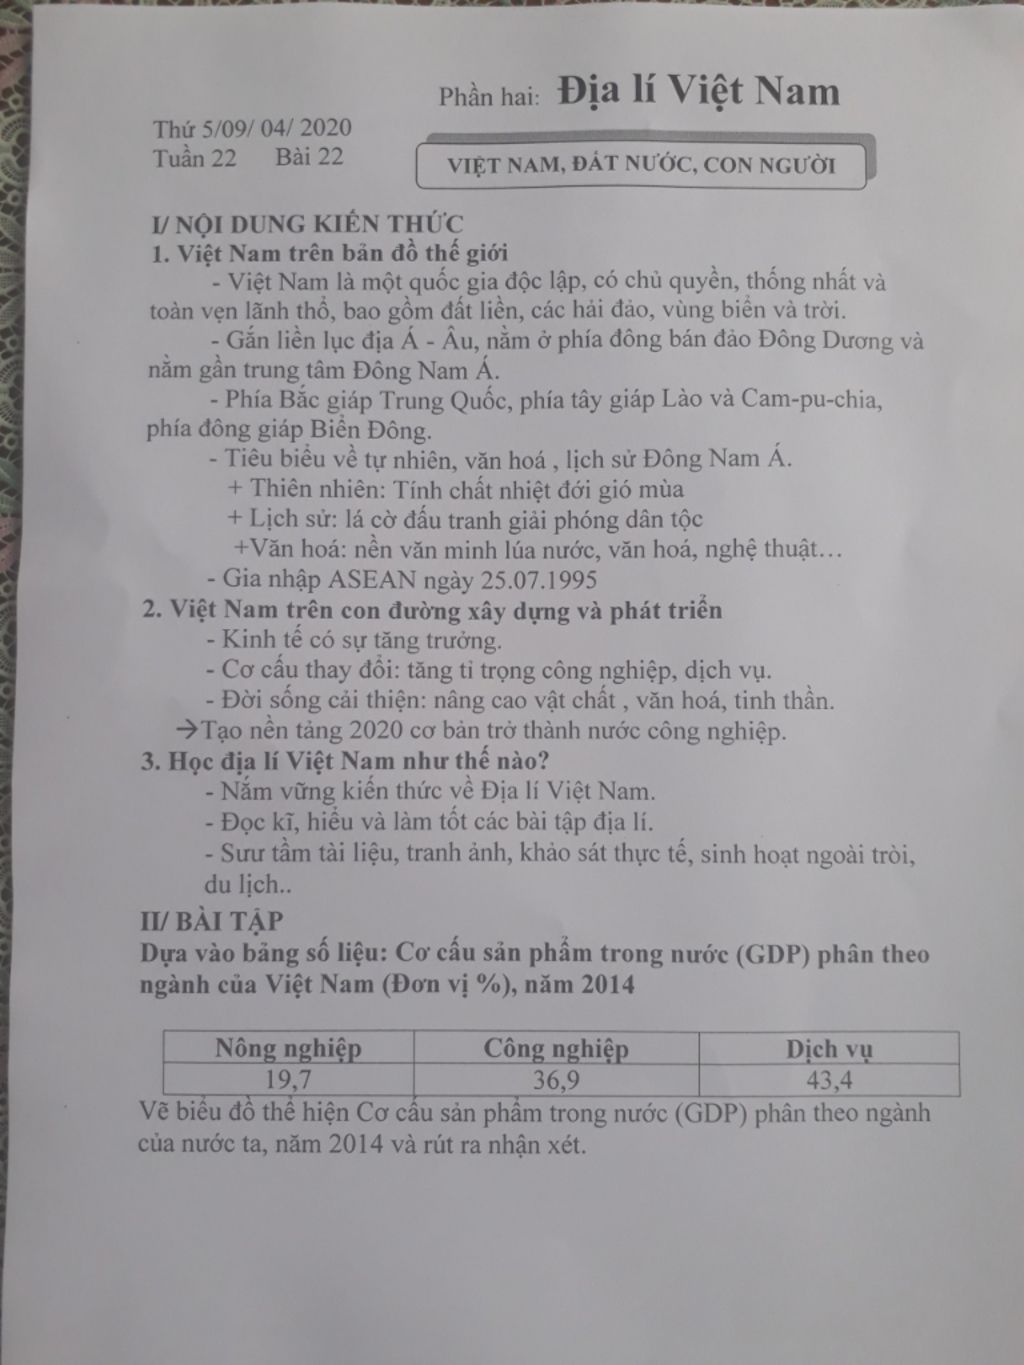 Phần hai: Địa lí Việt Nam
Thứ 5/09/ 04/ 2020
Tuần 22 Bài 22
VIỆT NAM, ĐẤT NƯỚC, CON NGƯỜI
I/ NỘI DUNG KIẾN THỨC
1. Việt Nam trên bản đồ thế giới
- Việt Nam là một quốc gia độc lập, có chủ quyền, thống nhất và
toàn vẹn lãnh thổ, bao gồm đất liền, các hải đảo, vùng biển và trời.
- Gắn liền lục địa Á - Âu, nằm ở phía đông bán đảo Đông Dương và
nằm gần trung tâm Đông Nam Á.
- Phía Bắc giáp Trung Quốc, phía tây giáp Lào và Cam-pu-chia,
phía đông giáp Biển Đông.
- Tiêu biểu về tự nhiên, văn hoá , lịch sử Đông Nam Á.
+ Thiên nhiên: Tính chất nhiệt đới gió mùa
+ Lịch sử: lá cờ đấu tranh giải phóng dân tộc
+Văn hoá: nền văn minh lúa nước, văn hoá, nghệ thuật…
- Gia nhập ASEAN ngày 25.07.1995
2. Việt Nam trên con đường xây dựng và phát triển
- Kinh tế có sự tăng trưởng.
- Cơ cấu thay đổi: tăng tỉ trọng công nghiệp, dịch vụ.
- Đời sống cải thiện: nâng cao vật chất , văn hoá, tinh thần.
→Tạo nền tảng 2020 cơ bản trở thành nước công nghiệp.
3. Học địa lí Việt Nam như thế nào?
- Nắm vững kiến thức về Địa lí Việt Nam.
- Đọc kĩ, hiểu và làm tốt các bài tập địa lí.
- Sưu tầm tài liệu, tranh ảnh, khảo sát thực tế, sinh hoạt ngoài trời,
du lịch..
II/ BÀI TẬP
Dựa vào bảng số liệu: Cơ cấu sản phẩm trong nước (GDP) phân theo
ngành của Việt Nam (Đơn vị %), năm 2014
Nông nghiệp Công nghiệp Dịch vụ
19,7 36,9 43,4
Vẽ biểu đồ thể hiện Cơ cấu sản phẩm trong nước (GDP) phân theo ngành
của nước ta, năm 2014 và rút ra nhận xét.